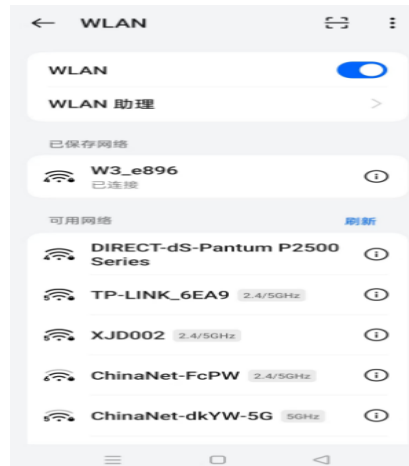 WLAN
WLAN
WLAN 助理
已保存网络
W3_e896
已连接
可用网络 刷新
DIRECT-dS-Pantum P2500
Series
TP-LINK_6EA9 2.4/5GHz
XJD002 2.4/5GHz
ChinaNet-FcPW 2.4/5GHz
ChinaNet-dkYW-5G 5GHz